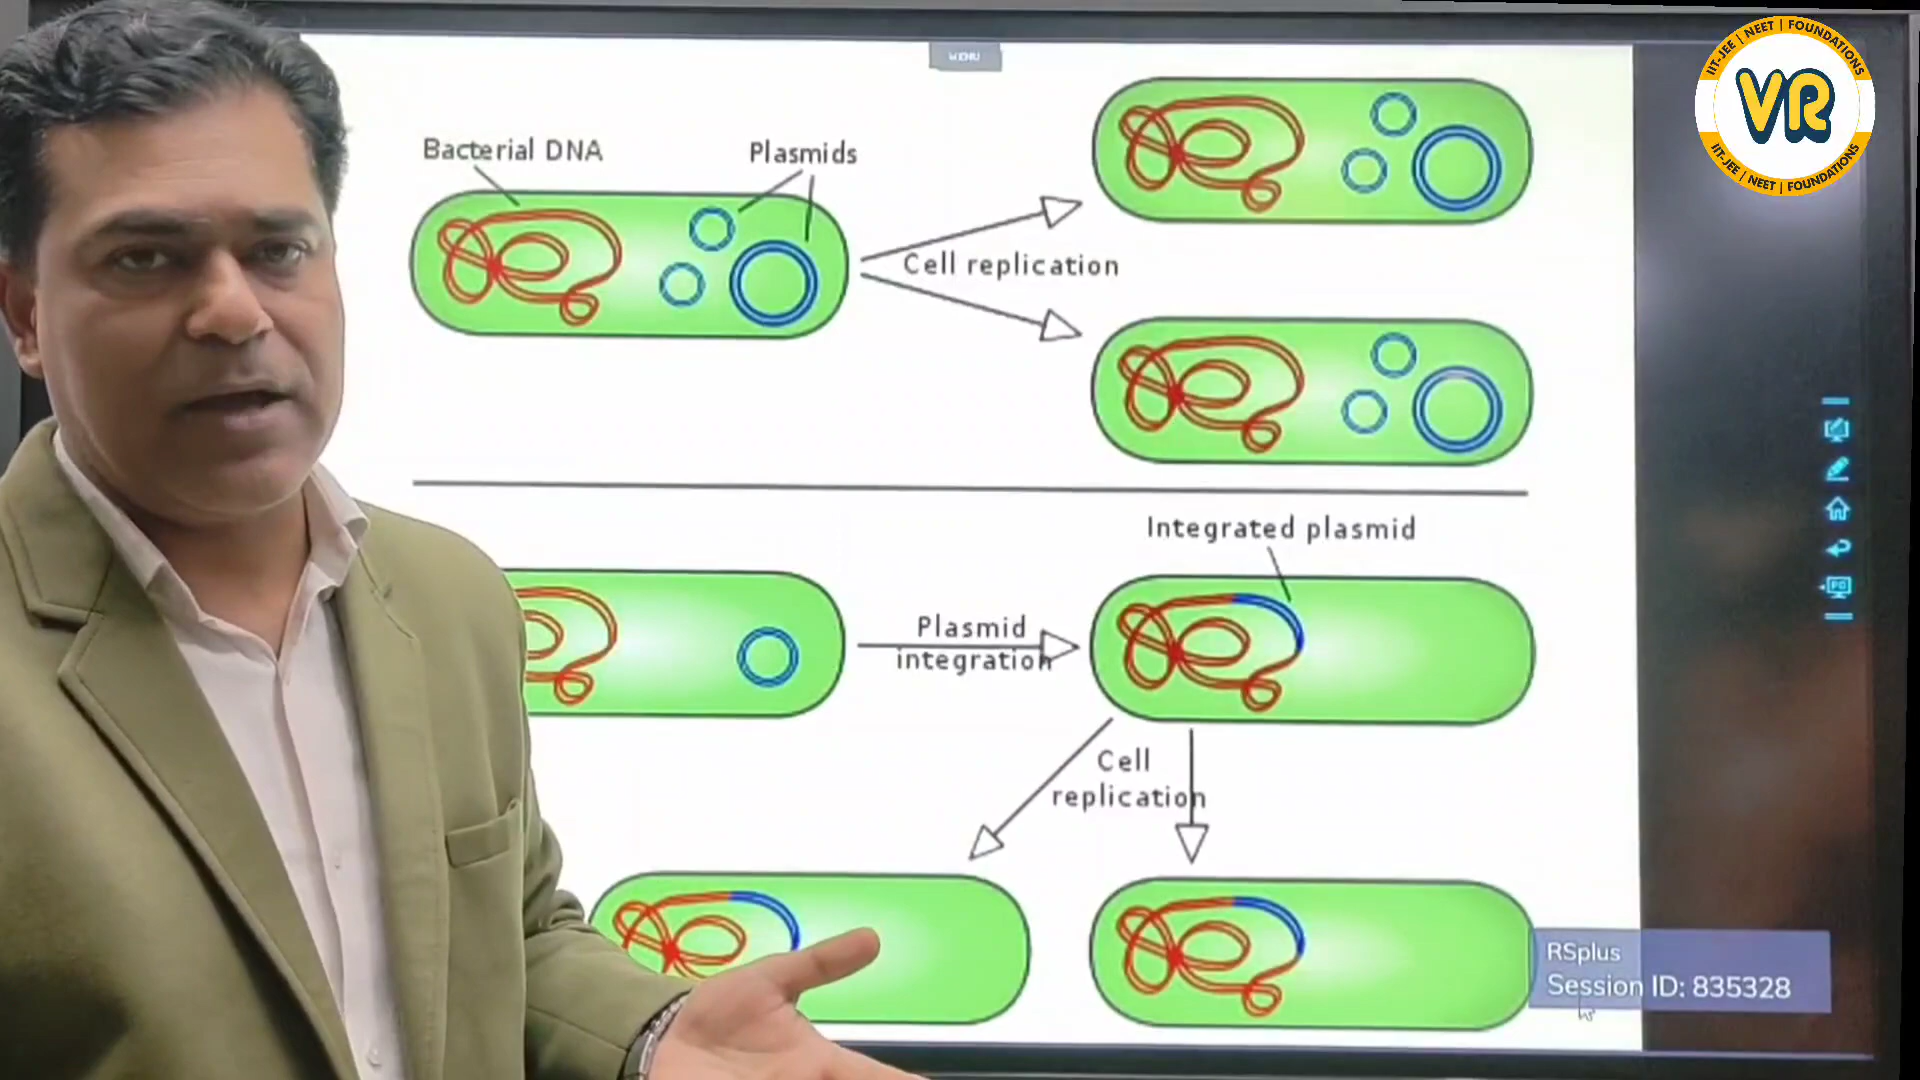 MENU
IIT-JEE | NEET | FOUNDATIONS
VR
IIT-JEE | NEET | FOUNDATIONS
Bacterial DNA
Plasmids
Cell replication
Integrated plasmid
Plasmid
integration
Cell
replication
RSplus
Session ID: 835328